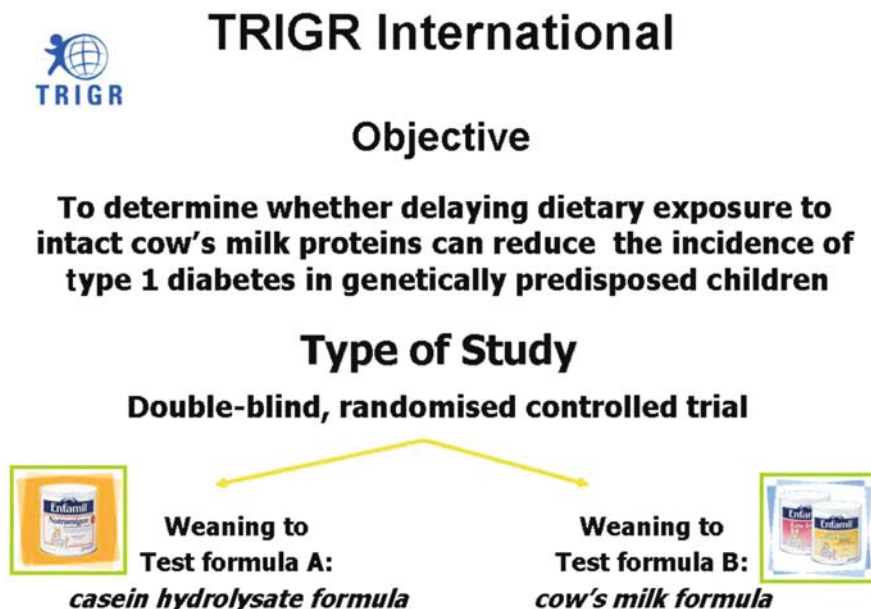 TRIGR International
TRIGR
Objective
To determine whether delaying dietary exposure to
intact cow's milk proteins can reduce the incidence of
type 1 diabetes in genetically predisposed children
Type of Study
Double-blind, randomised controlled trial
Enfamil
Nutramigen
Weaning to
Test formula A:
casein hydrolysate formula
Enfamil
Enfamil
Weaning to
Test formula B:
cow's milk formula